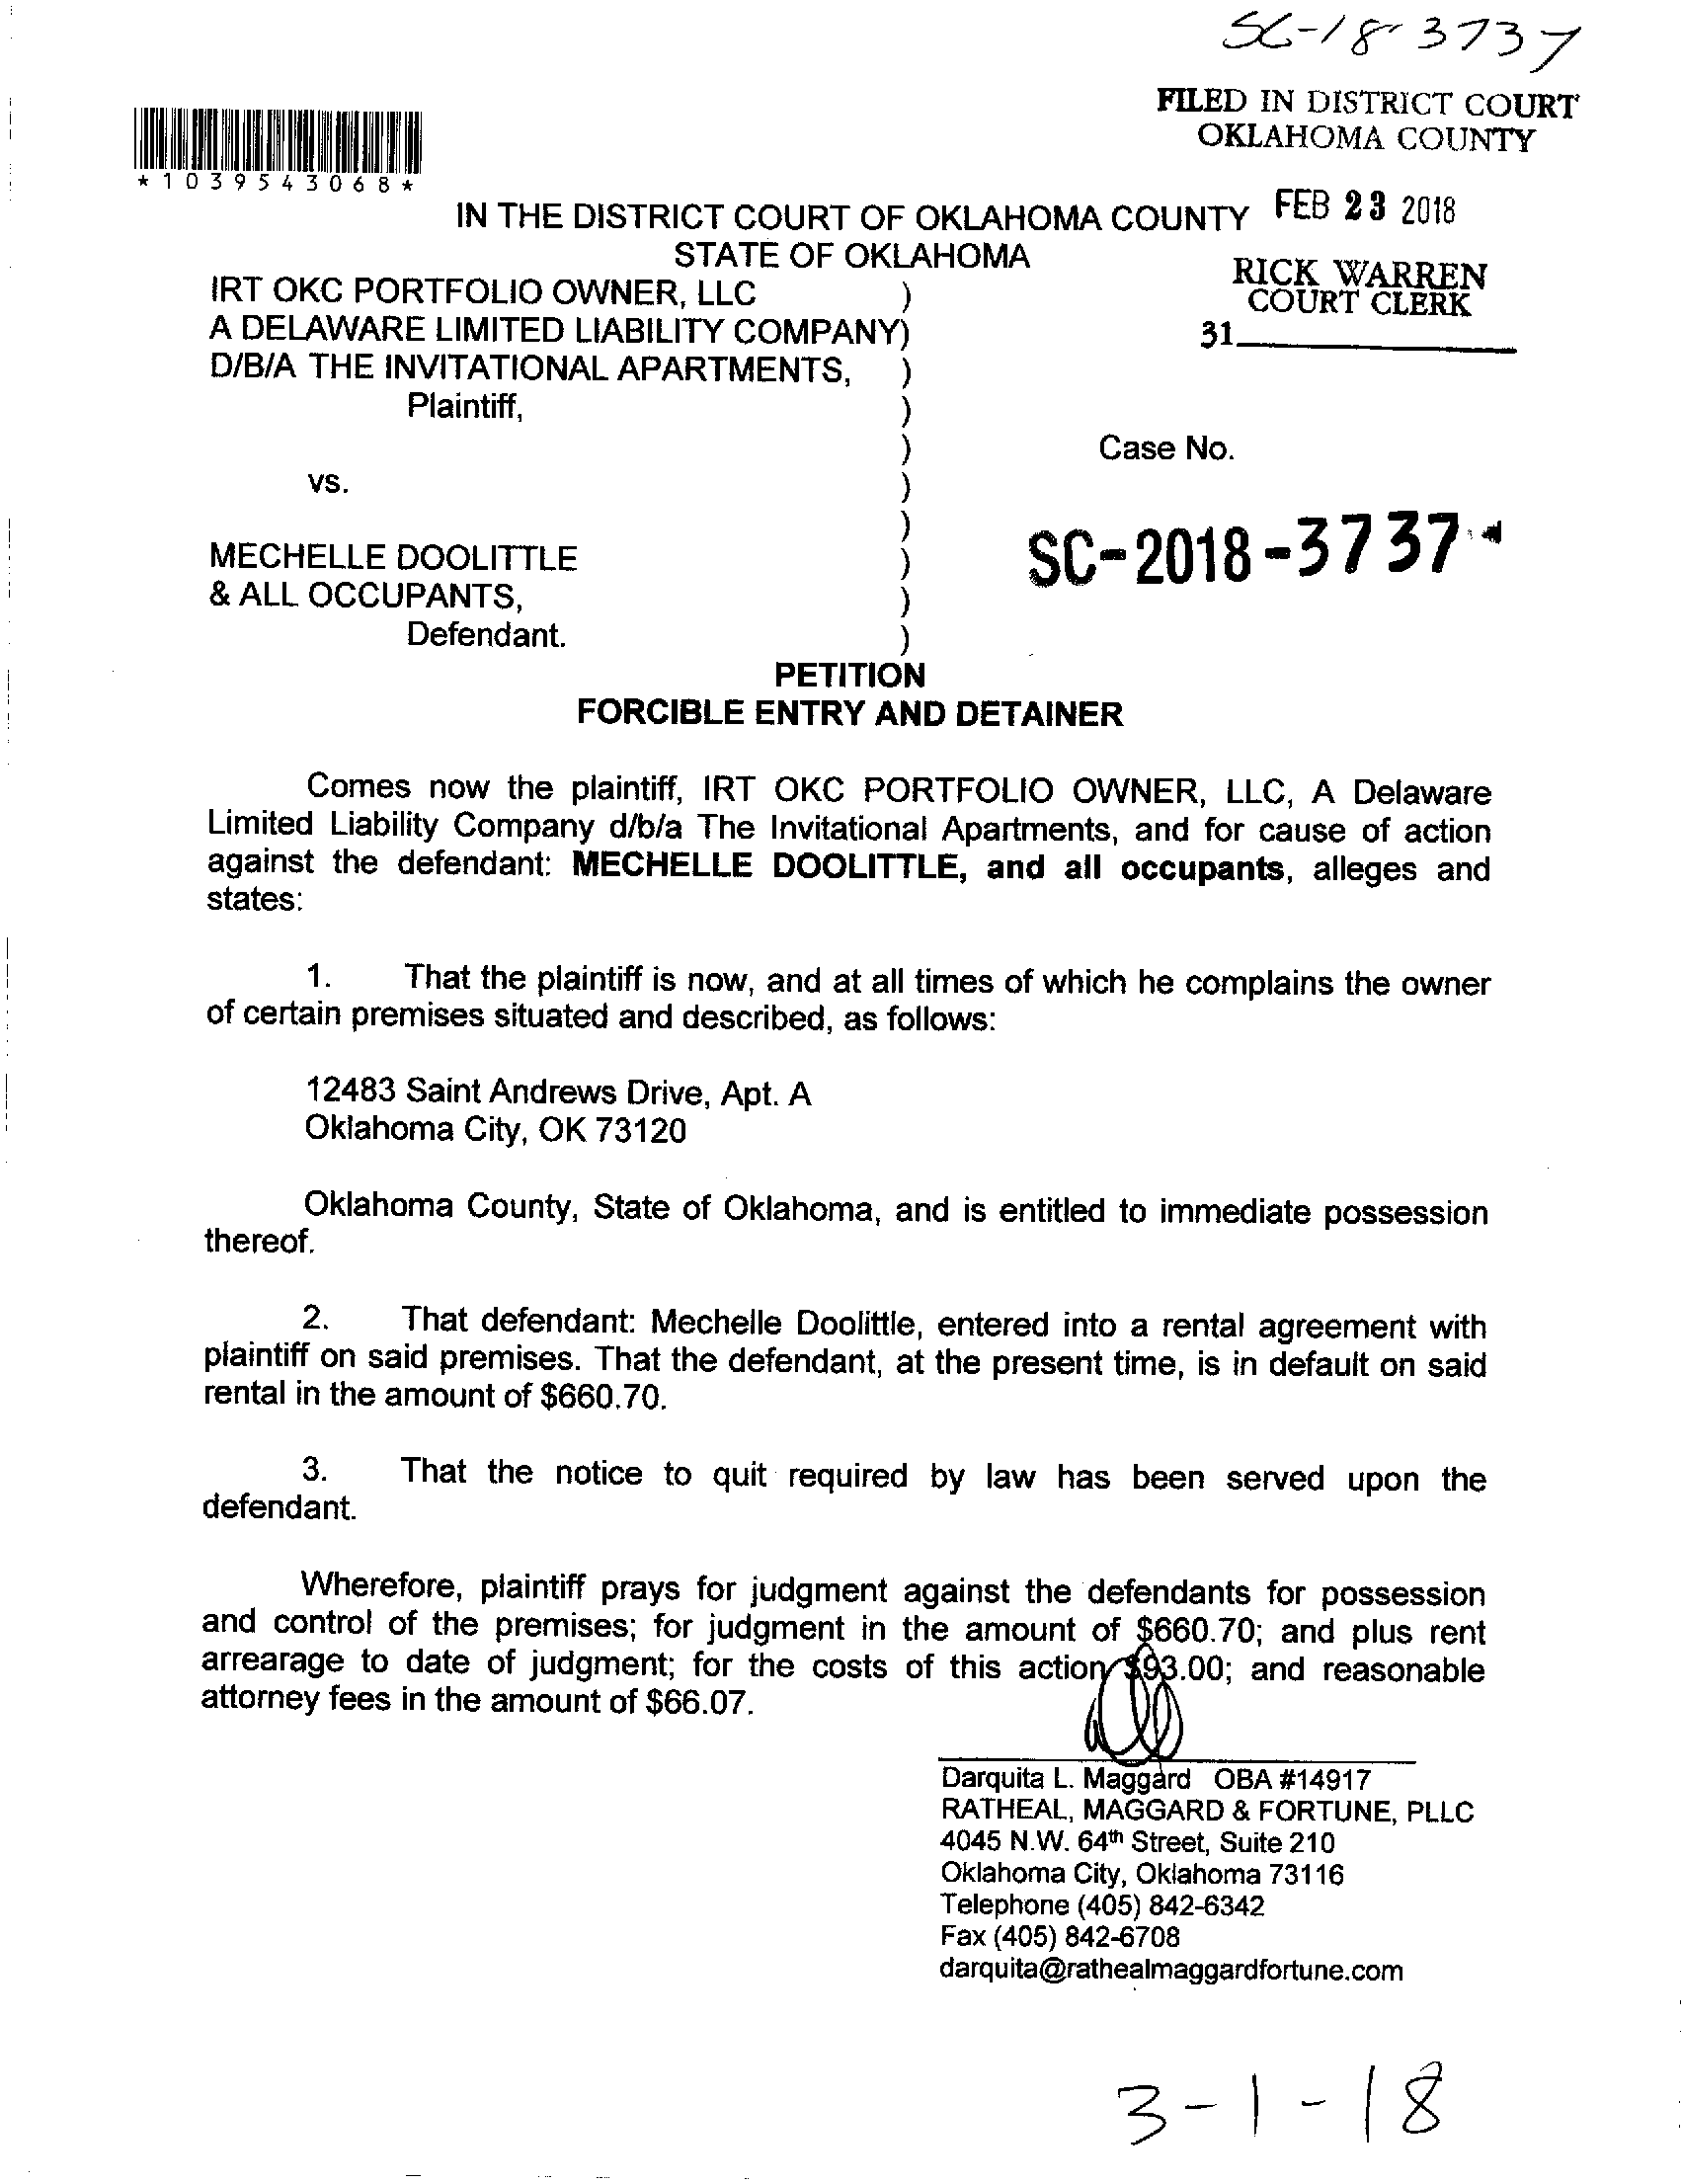 SC-18-3737
FILED IN DISTRICT COURT
OKLAHOMA COUNTY
*1039543068*
FEB 23 2018
IN THE DISTRICT COURT OF OKLAHOMA COUNTY
STATE OF OKLAHOMA
RICK WARREN
COURT CLERK
31
IRT OKC PORTFOLIO OWNER, LLC )
A DELAWARE LIMITED LIABILITY COMPANY)
D/B/A THE INVITATIONAL APARTMENTS, )
Plaintiff, )
) Case No.
vs. )
)
MECHELLE DOOLITTLE ) SC-2018-3737
& ALL OCCUPANTS, )
Defendant. )
PETITION
FORCIBLE ENTRY AND DETAINER
Comes now the plaintiff, IRT OKC PORTFOLIO OWNER, LLC, A Delaware
Limited Liability Company d/b/a The Invitational Apartments, and for cause of action
against the defendant: MECHELLE DOOLITTLE, and all occupants, alleges and
states:
1. That the plaintiff is now, and at all times of which he complains the owner
of certain premises situated and described, as follows:
12483 Saint Andrews Drive, Apt. A
Oklahoma City, OK 73120
Oklahoma County, State of Oklahoma, and is entitled to immediate possession
thereof.
2. That defendant: Mechelle Doolittle, entered into a rental agreement with
plaintiff on said premises. That the defendant, at the present time, is in default on said
rental in the amount of $660.70.
3. That the notice to quit required by law has been served upon the
defendant.
Wherefore, plaintiff prays for judgment against the defendants for possession
and control of the premises; for judgment in the amount of $660.70; and plus rent
arrearage to date of judgment; for the costs of this action $93.00; and reasonable
attorney fees in the amount of $66.07.
Darquita L. Maggard OBA #14917
RATHEAL, MAGGARD & FORTUNE, PLLC
4045 N.W. 64th Street, Suite 210
Oklahoma City, Oklahoma 73116
Telephone (405) 842-6342
Fax (405) 842-6708
darquita@rathealmaggardfortune.com
3-1-18